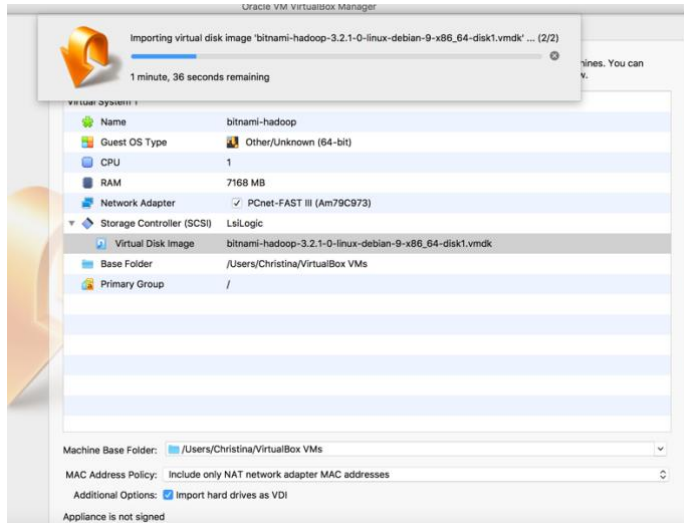 Oracle VM VirtualBox Manager
Importing virtual disk image 'bitnami-hadoop-3.2.1-0-linux-debian-9-x86_64-disk1.vmdk' ... (2/2)
1 minute, 36 seconds remaining
hines. You can
w.
Virtual System 1
Name bitnami-hadoop
Guest OS Type Other/Unknown (64-bit)
CPU 1
RAM 7168 MB
Network Adapter PCnet-FAST III (Am79C973)
Storage Controller (SCSI) LsiLogic
Virtual Disk Image bitnami-hadoop-3.2.1-0-linux-debian-9-x86_64-disk1.vmdk
Base Folder /Users/Christina/VirtualBox VMs
Primary Group /
Machine Base Folder: /Users/Christina/VirtualBox VMs
MAC Address Policy: Include only NAT network adapter MAC addresses
Additional Options: Import hard drives as VDI
Appliance is not signed